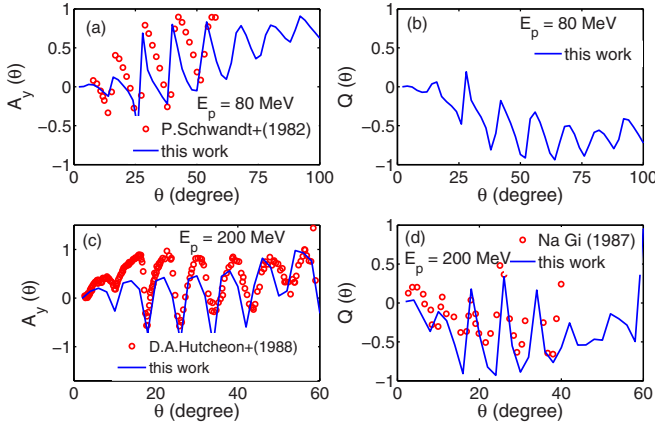 (a)
A_y (θ)
1
0.5
0
−0.5
−1
E_p = 80 MeV
P.Schwandt+(1982)
this work
0 25 50 75 100
θ (degree)
(b)
Q (θ)
1
0.5
0
−0.5
−1
E_p = 80 MeV
this work
0 25 50 75 100
θ (degree)
(c)
A_y (θ)
1
0
−1
E_p = 200 MeV
D.A.Hutcheon+(1988)
this work
0 20 40 60
θ (degree)
(d)
Q (θ)
1
0.5
0
−0.5
−1
Na Gi (1987)
E_p = 200 MeV
this work
0 20 40 60
θ (degree)